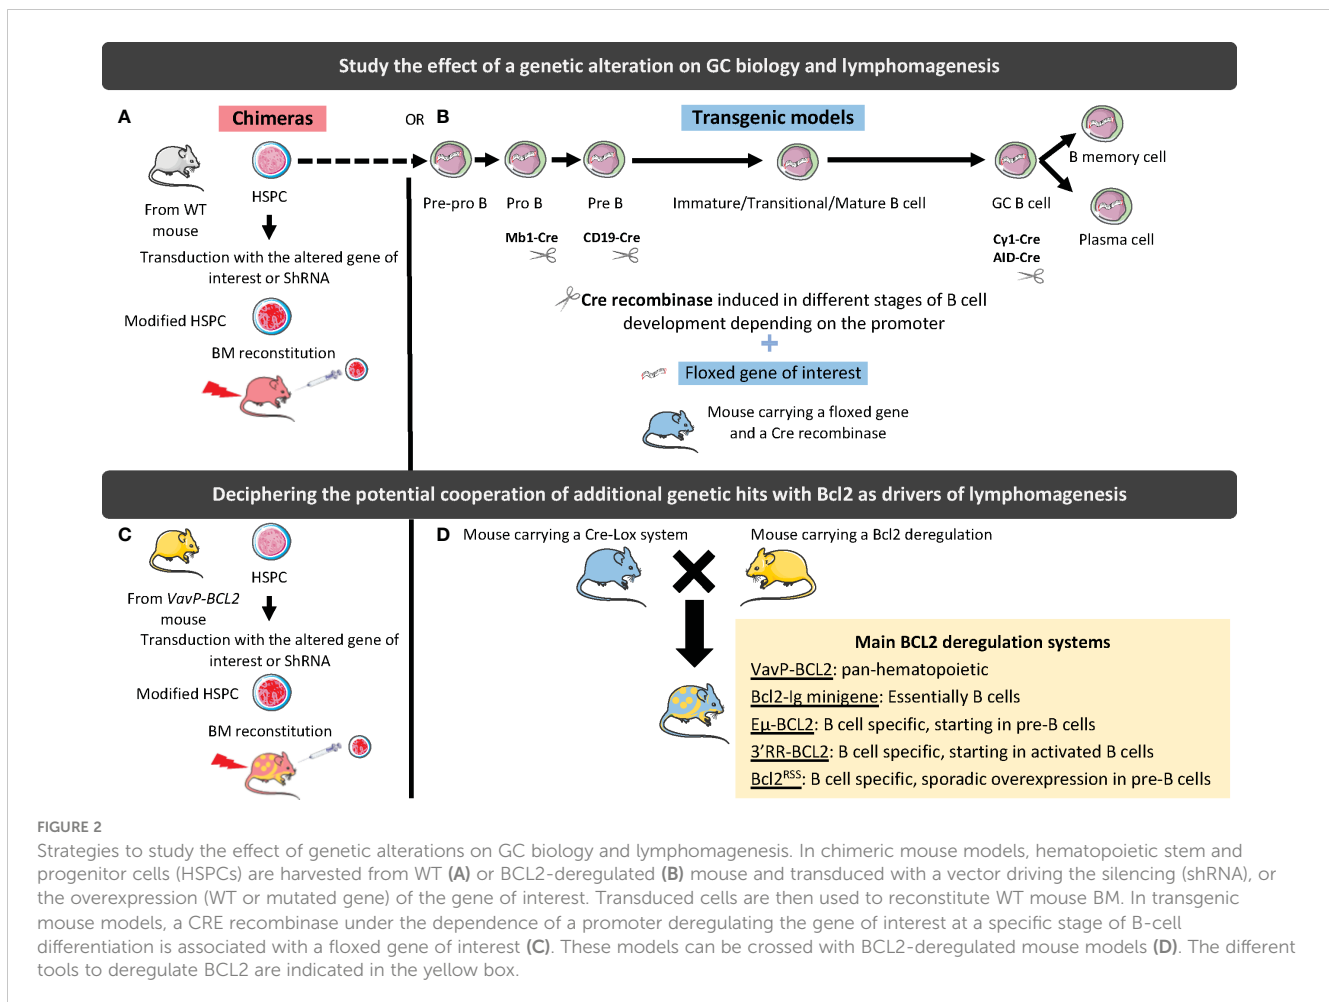 Study the effect of a genetic alteration on GC biology and lymphomagenesis
A
Chimeras
OR
B
Transgenic models
From WT
mouse
HSPC
Transduction with the altered gene of
interest or ShRNA
Modified HSPC
BM reconstitution
Pre-pro B
Pro B
Pre B
Immature/Transitional/Mature B cell
GC B cell
B memory cell
Plasma cell
Mb1-Cre
CD19-Cre
Cγ1-Cre
AID-Cre
Cre recombinase induced in different stages of B cell
development depending on the promoter
+
Floxed gene of interest
Mouse carrying a floxed gene
and a Cre recombinase
Deciphering the potential cooperation of additional genetic hits with Bcl2 as drivers of lymphomagenesis
C
HSPC
From VavP-BCL2
mouse
Transduction with the altered gene of
interest or ShRNA
Modified HSPC
BM reconstitution
D
Mouse carrying a Cre-Lox system
Mouse carrying a Bcl2 deregulation
Main BCL2 deregulation systems
VavP-BCL2: pan-hematopoietic
Bcl2-Ig minigene: Essentially B cells
Eμ-BCL2: B cell specific, starting in pre-B cells
3'RR-BCL2: B cell specific, starting in activated B cells
Bcl2RSS: B cell specific, sporadic overexpression in pre-B cells
FIGURE 2
Strategies to study the effect of genetic alterations on GC biology and lymphomagenesis. In chimeric mouse models, hematopoietic stem and
progenitor cells (HSPCs) are harvested from WT (A) or BCL2-deregulated (B) mouse and transduced with a vector driving the silencing (shRNA), or
the overexpression (WT or mutated gene) of the gene of interest. Transduced cells are then used to reconstitute WT mouse BM. In transgenic
mouse models, a CRE recombinase under the dependence of a promoter deregulating the gene of interest at a specific stage of B-cell
differentiation is associated with a floxed gene of interest (C). These models can be crossed with BCL2-deregulated mouse models (D). The different
tools to deregulate BCL2 are indicated in the yellow box.